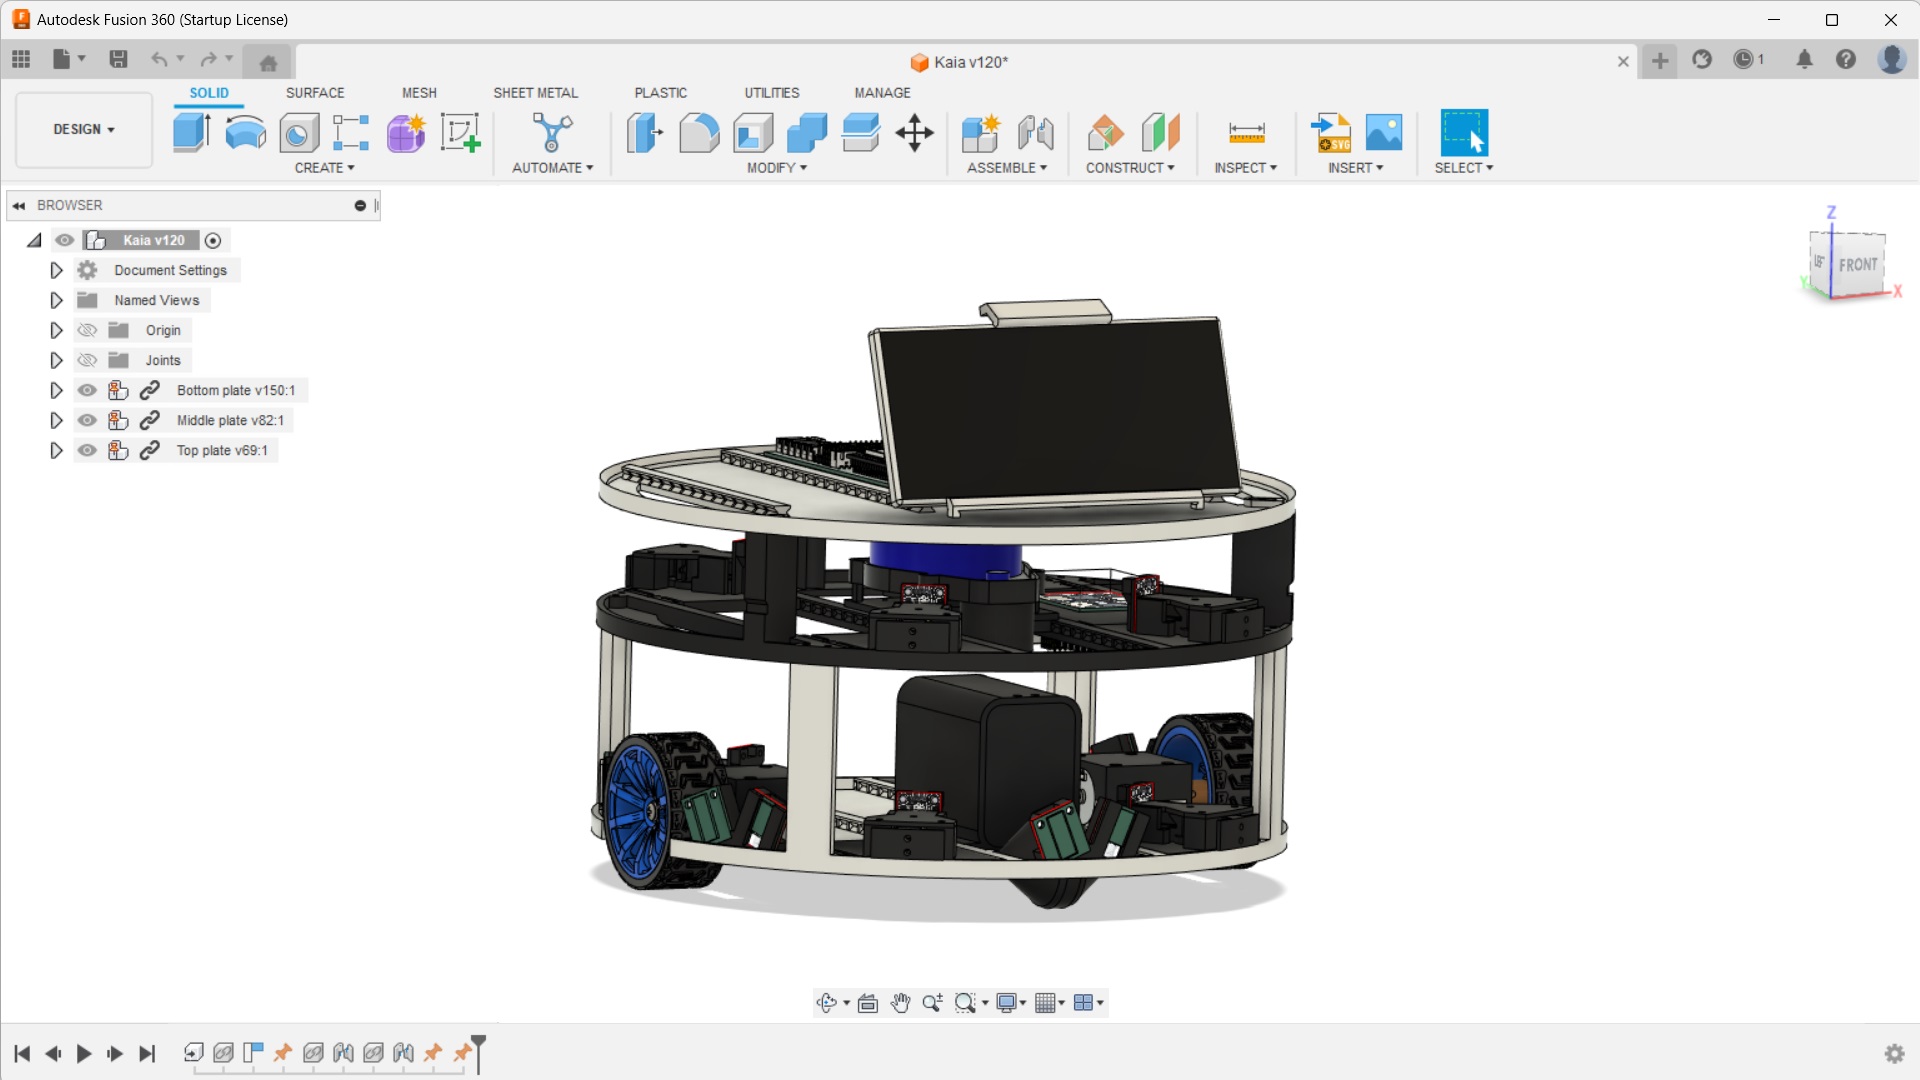 Autodesk Fusion 360 (Startup License)
Kaia v120*
1
DESIGN
SOLID SURFACE MESH SHEET METAL PLASTIC UTILITIES MANAGE
CREATE AUTOMATE MODIFY ASSEMBLE CONSTRUCT INSPECT INSERT SELECT
SVG
BROWSER
Kaia v120
Document Settings
Named Views
Origin
Joints
Bottom plate v150:1
Middle plate v82:1
Top plate v69:1
Z
FRONT
Y
X